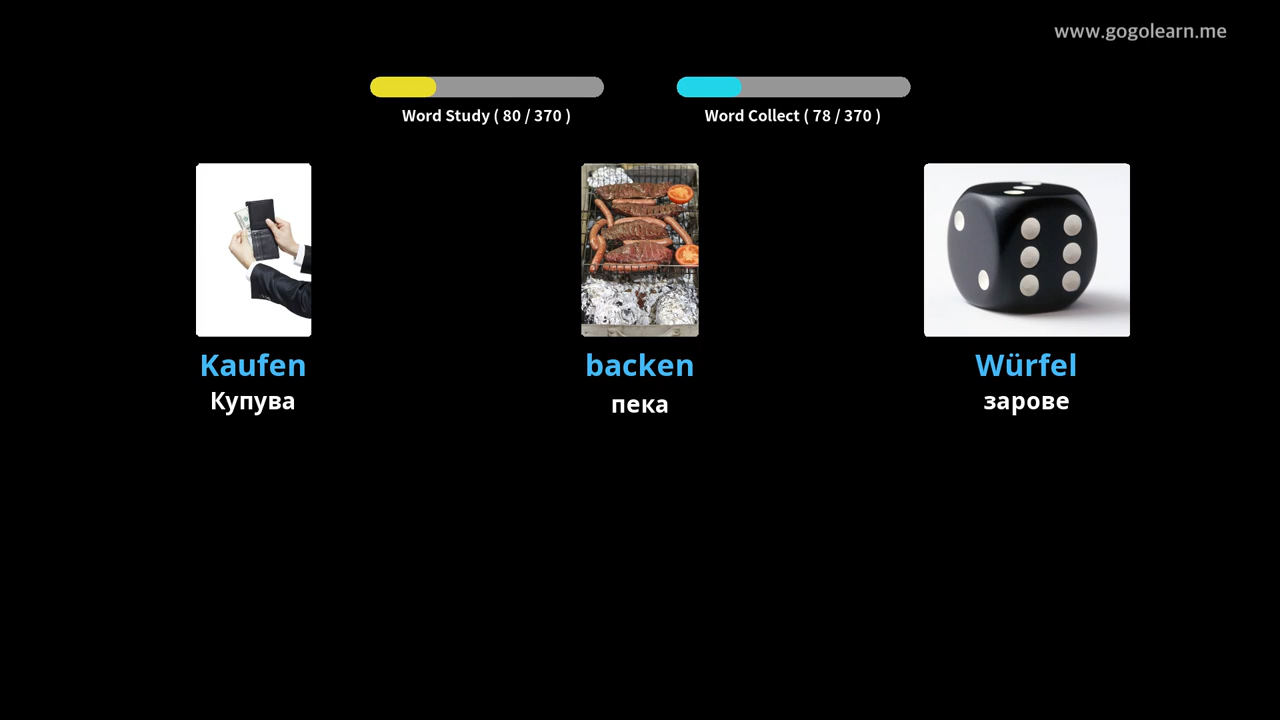 www.gogolearn.me
Word Study ( 80 / 370 )
Word Collect ( 78 / 370 )
Kaufen
Купува
backen
пека
Würfel
зарове